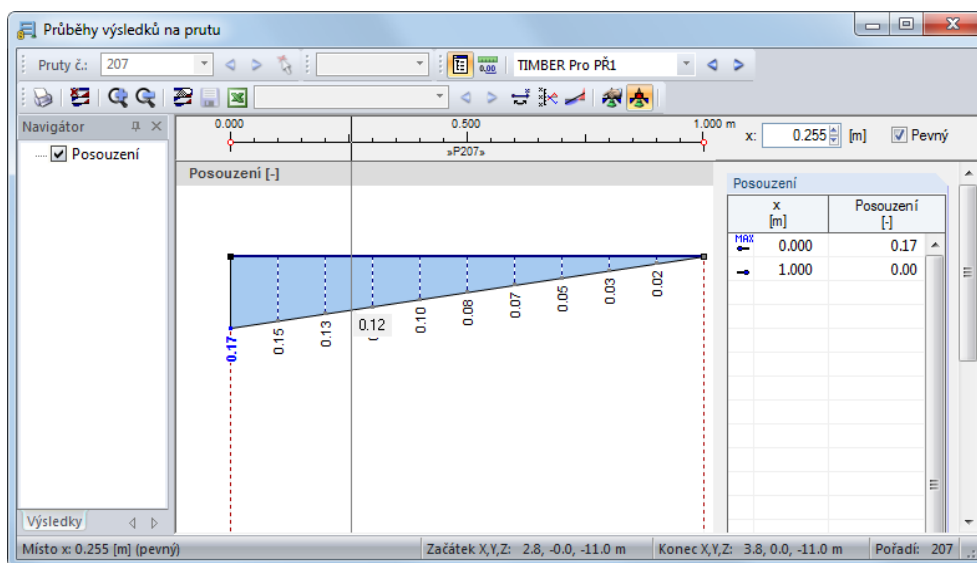 Průběhy výsledků na prutu
Pruty č.: 207 TIMBER Pro PŘ1
Navigátor
Posouzení
Výsledky
0.000 0.500 1.000 m
»P207»
x: 0.255 [m] Pevný
Posouzení [-]
0.17
0.15
0.13
0.12
0.10
0.08
0.07
0.05
0.03
0.02
Posouzení
x Posouzení
[m] [-]
MAX 0.000 0.17
1.000 0.00
Místo x: 0.255 [m] (pevný) Začátek X,Y,Z: 2.8, -0.0, -11.0 m Konec X,Y,Z: 3.8, 0.0, -11.0 m Pořadí: 207